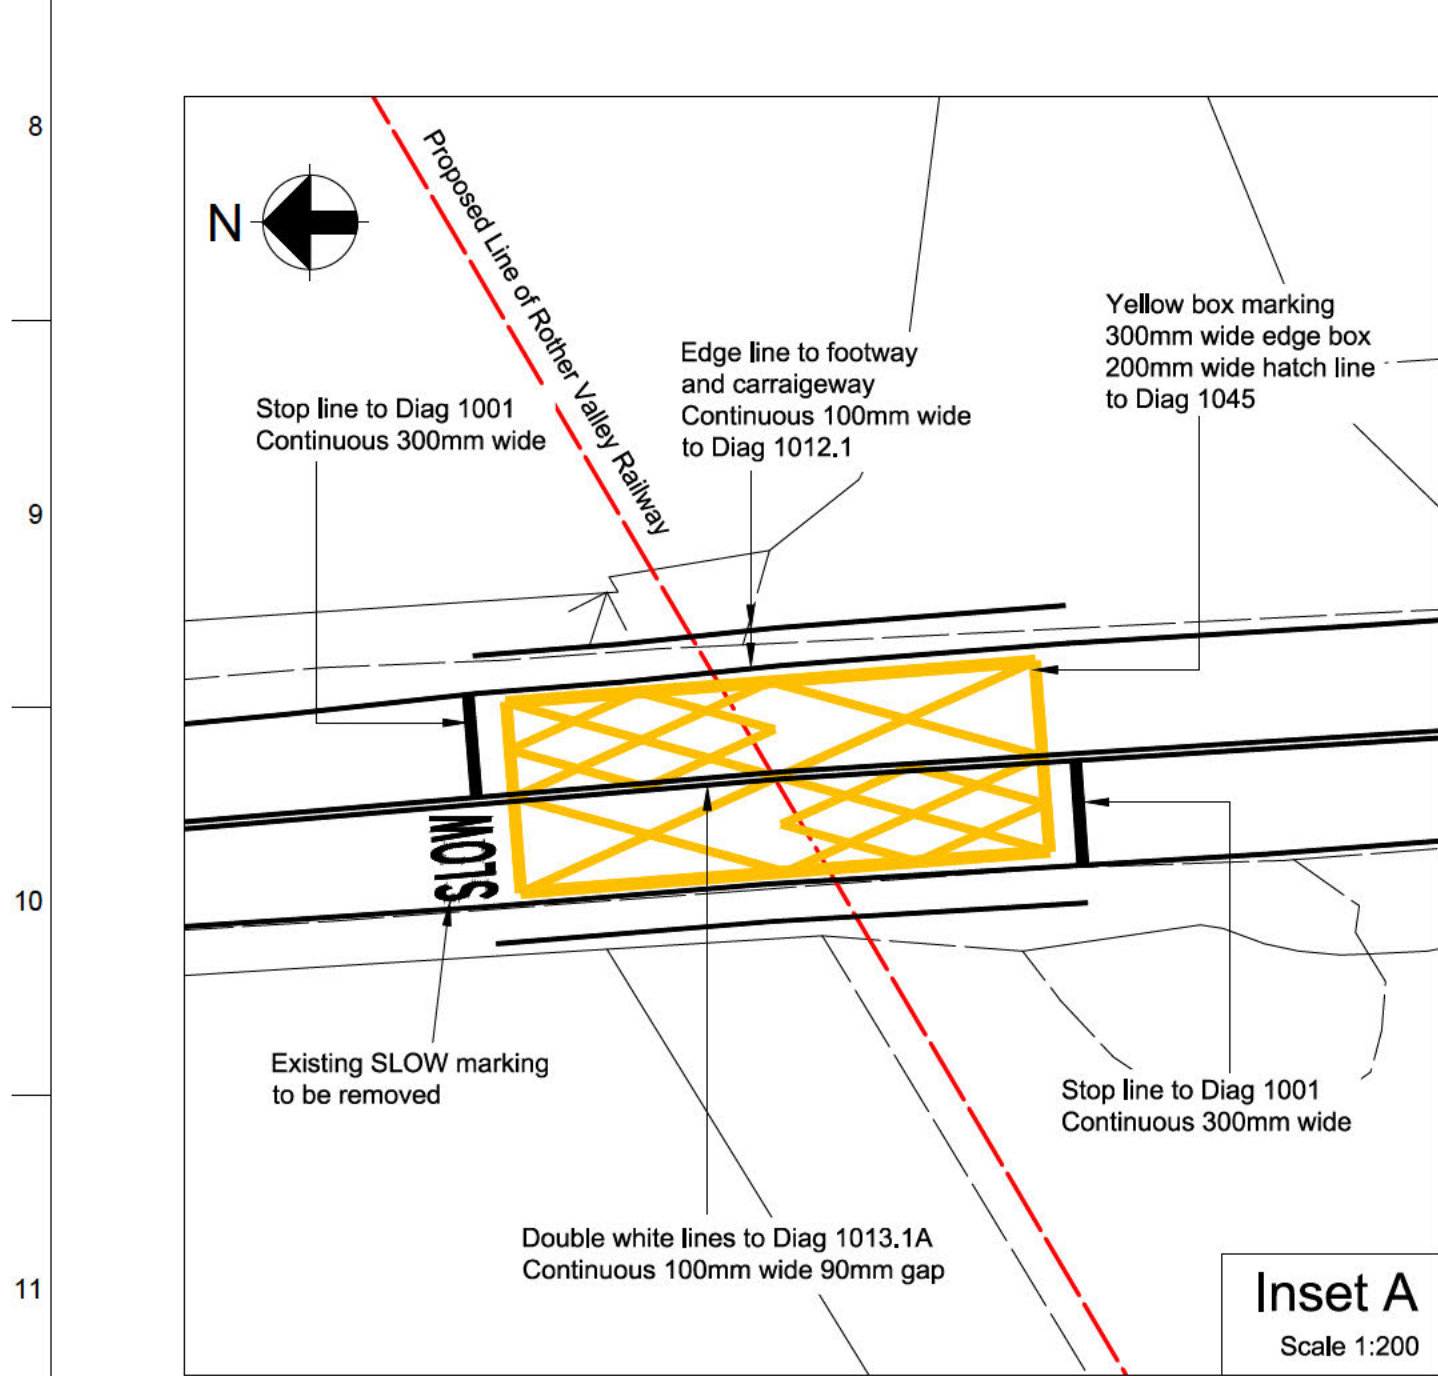 8
N
Proposed Line of Rother Valley Railway
Yellow box marking
300mm wide edge box
200mm wide hatch line
to Diag 1045
Edge line to footway
and carraigeway
Continuous 100mm wide
to Diag 1012.1
Stop line to Diag 1001
Continuous 300mm wide
9
SLOW
10
Existing SLOW marking
to be removed
Stop line to Diag 1001
Continuous 300mm wide
Double white lines to Diag 1013.1A
Continuous 100mm wide 90mm gap
11
Inset A
Scale 1:200